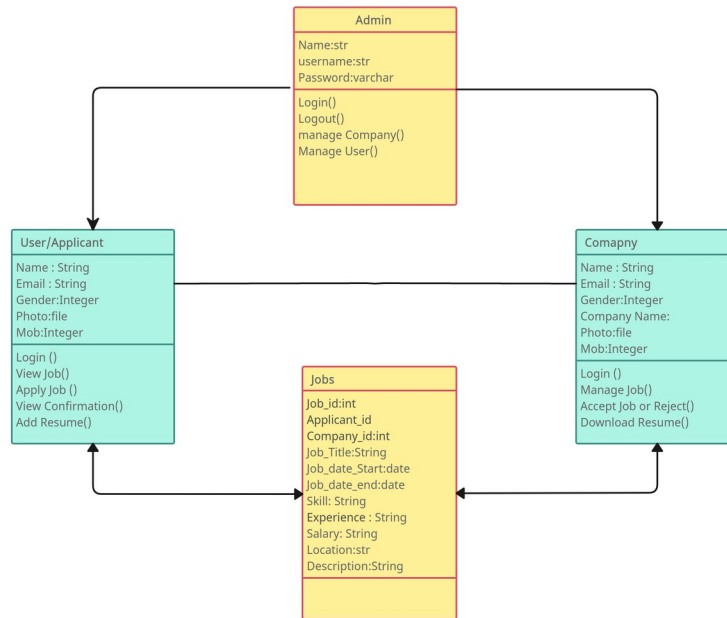 Admin
Name:str
username:str
Password:varchar
Login()
Logout()
manage Company()
Manage User()
User/Applicant
Name : String
Email : String
Gender:Integer
Photo:file
Mob:Integer
Login ()
View Job()
Apply Job ()
View Confirmation()
Add Resume()
Comapny
Name : String
Email : String
Gender:Integer
Company Name:
Photo:file
Mob:Integer
Login ()
Manage Job()
Accept Job or Reject()
Download Resume()
Jobs
Job_id:int
Applicant_id
Company_id:int
Job_Title:String
Job_date_Start:date
Job_date_end:date
Skill: String
Experience : String
Salary: String
Location:str
Description:String